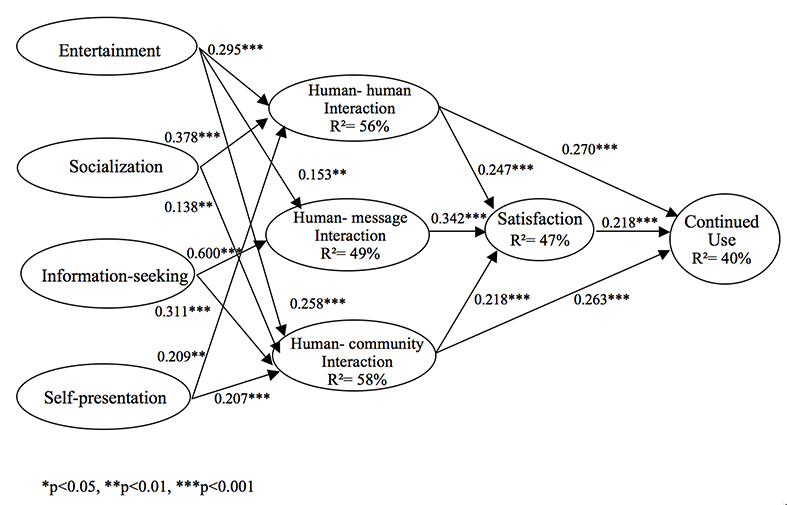 Entertainment
0.295***
Human- human
Interaction
R²= 56%
0.378***
0.270***
Socialization
0.247***
0.153**
0.138**
Human- message
Interaction
R²= 49%
0.342***
Satisfaction
R²= 47%
0.218***
Continued
Use
R²= 40%
0.600***
Information-seeking
0.311***
0.258***
0.218***
0.263***
Human- community
Interaction
R²= 58%
0.209**
Self-presentation
0.207***
*p<0.05, **p<0.01, ***p<0.001